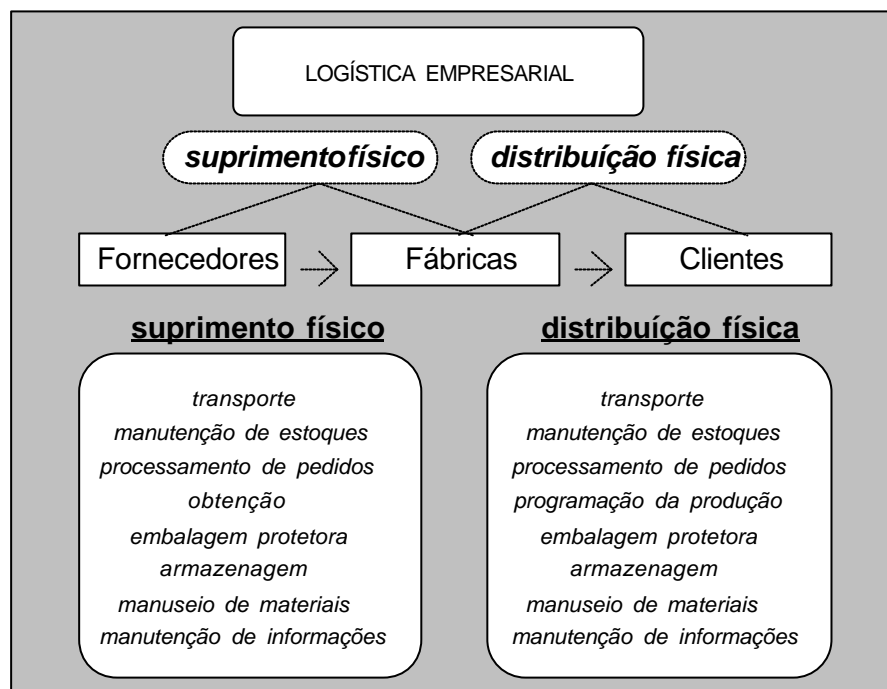 LOGÍSTICA EMPRESARIAL
suprimentofísico
distribuíção física
Fornecedores
Fábricas
Clientes
suprimento físico
distribuíção física
transporte
manutenção de estoques
processamento de pedidos
obtenção
embalagem protetora
armazenagem
manuseio de materiais
manutenção de informações
transporte
manutenção de estoques
processamento de pedidos
programação da produção
embalagem protetora
armazenagem
manuseio de materiais
manutenção de informações